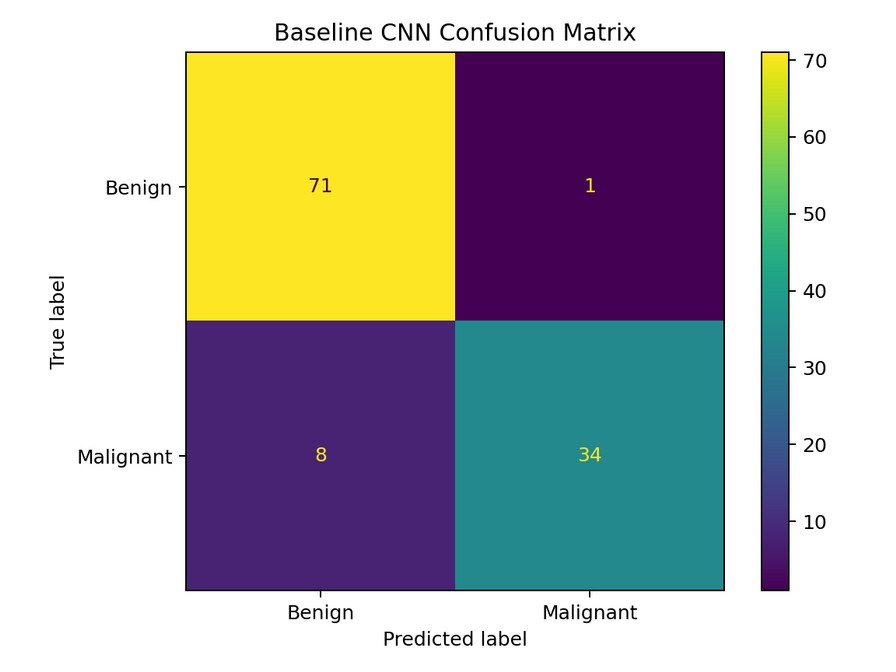 Baseline CNN Confusion Matrix
True label
Benign
71
1
Malignant
8
34
Benign
Malignant
Predicted label
70
60
50
40
30
20
10